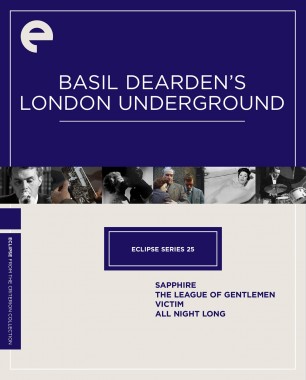 e
BASIL DEARDEN'S
LONDON UNDERGROUND
ECLIPSE SERIES 25
SAPPHIRE
THE LEAGUE OF GENTLEMEN
VICTIM
ALL NIGHT LONG
ECLIPSE FROM THE CRITERION COLLECTION